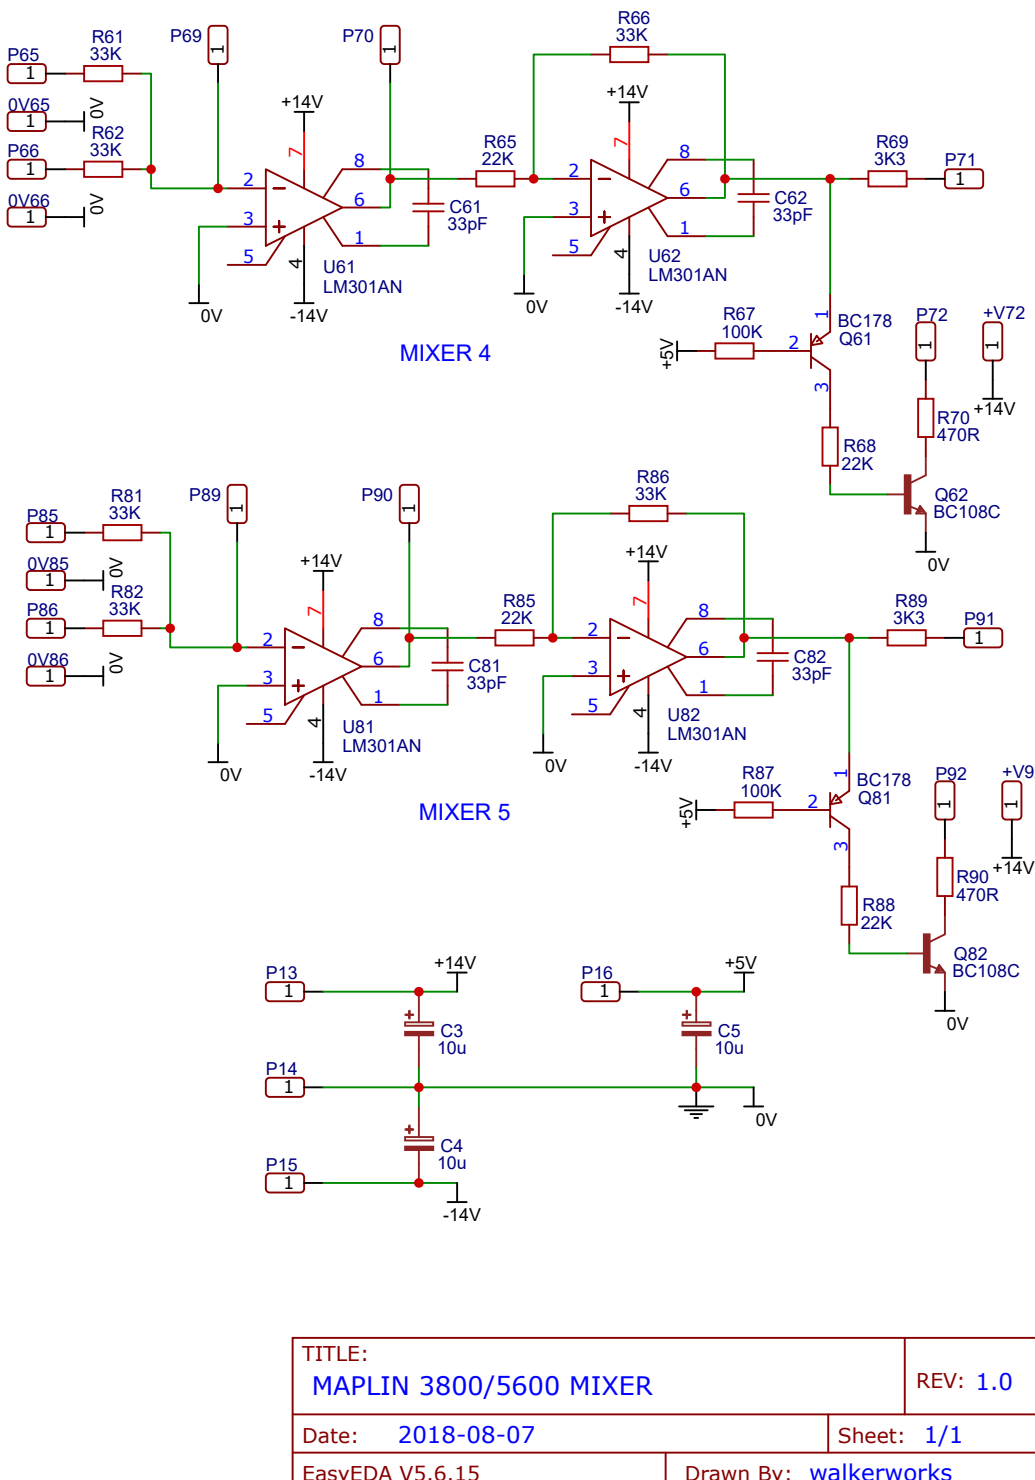 P65
1
R61
33K
P69
1
P70
1
R66
33K
0V65
1
0V
R62
33K
P66
1
0V66
1
0V
+14V
7
2
3
5
4
8
6
1
U61
LM301AN
-14V
0V
C61
33pF
R65
22K
+14V
7
2
3
5
4
8
6
1
U62
LM301AN
-14V
0V
C62
33pF
R69
3K3
P71
1
MIXER 4
+5V
R67
100K
1
2
3
BC178
Q61
P72
1
+V72
1
+14V
R70
470R
R68
22K
Q62
BC108C
0V
P85
1
R81
33K
P89
1
P90
1
R86
33K
0V85
1
0V
R82
33K
P86
1
0V86
1
0V
+14V
7
2
3
5
4
8
6
1
U81
LM301AN
-14V
0V
C81
33pF
R85
22K
+14V
7
2
3
5
4
8
6
1
U82
LM301AN
-14V
0V
C82
33pF
R89
3K3
P91
1
MIXER 5
+5V
R87
100K
1
2
3
BC178
Q81
P92
1
+V9
1
+14V
R90
470R
R88
22K
Q82
BC108C
0V
P13
1
+14V
C3
10u
P16
1
+5V
C5
10u
P14
1
0V
C4
10u
P15
1
-14V
TITLE:
MAPLIN 3800/5600 MIXER
REV: 1.0
Date: 2018-08-07
Sheet: 1/1
EasyEDA V5.6.15
Drawn By: walkerworks